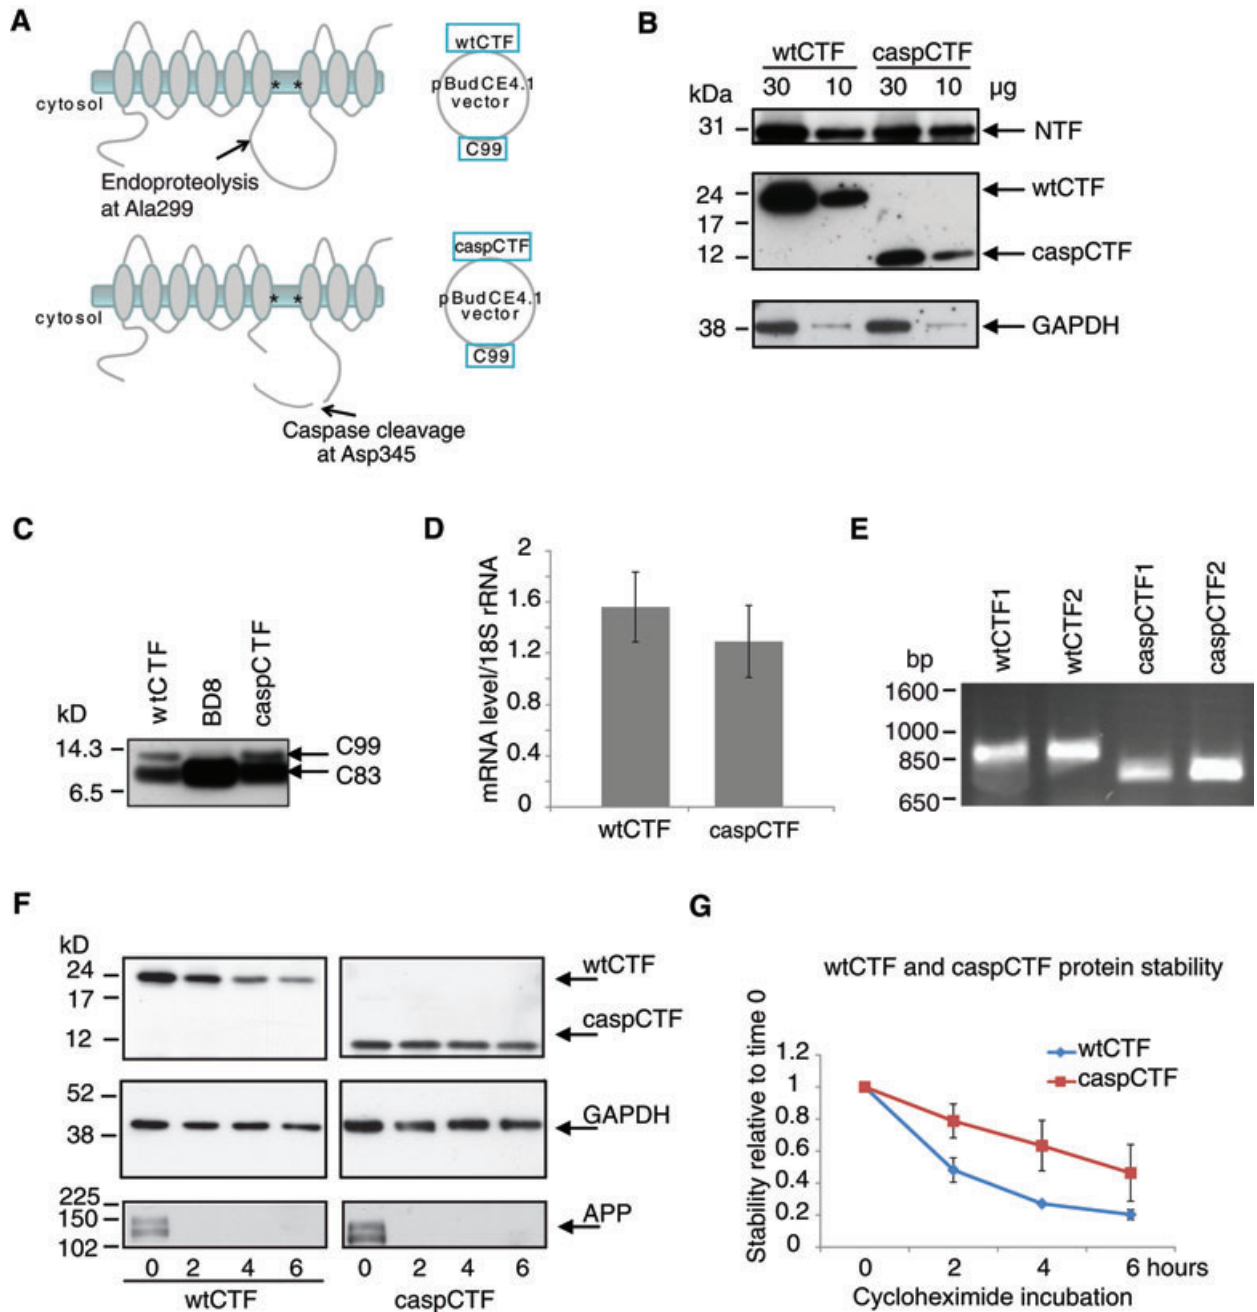 A
cytosol
* *
Endoproteolysis
at Ala299
wtCTF
pBudCE4.1
vector
C99
cytosol
* *
Caspase cleavage
at Asp345
caspCTF
pBudCE4.1
vector
C99
B
wtCTF caspCTF
kDa 30 10 30 10 µg
31 NTF
24 wtCTF
17
12 caspCTF
38 GAPDH
C
kD wtCTF BD8 caspCTF
14.3 C99
C83
6.5
D
mRNA level/18S rRNA
2
1.6
1.2
0.8
0.4
0
wtCTF caspCTF
E
bp wtCTF1 wtCTF2 caspCTF1 caspCTF2
1600
1000
850
650
F
kD
24 wtCTF
17
caspCTF
12
52
GAPDH
38
225
150 APP
102
0 2 4 6 0 2 4 6
wtCTF caspCTF
G
wtCTF and caspCTF protein stability
Stability relative to time 0
1.2
1
0.8
0.6
0.4
0.2
0
wtCTF
caspCTF
0 2 4 6 hours
Cycloheximide incubation